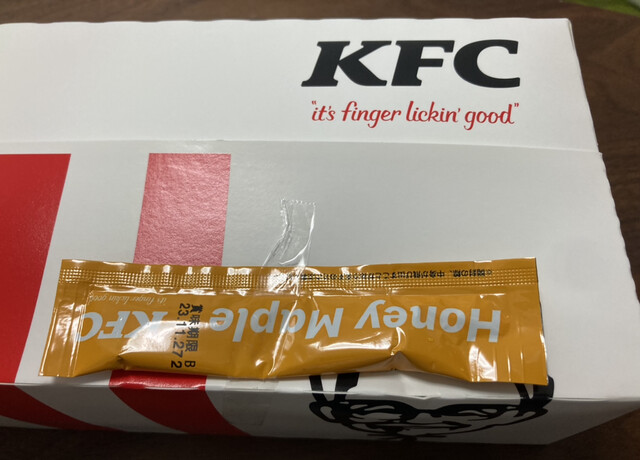 KFC
"it's finger lickin' good"
Honey Maple KFC
it's finger lickin' good
賞味期限 B
23.11.27 2